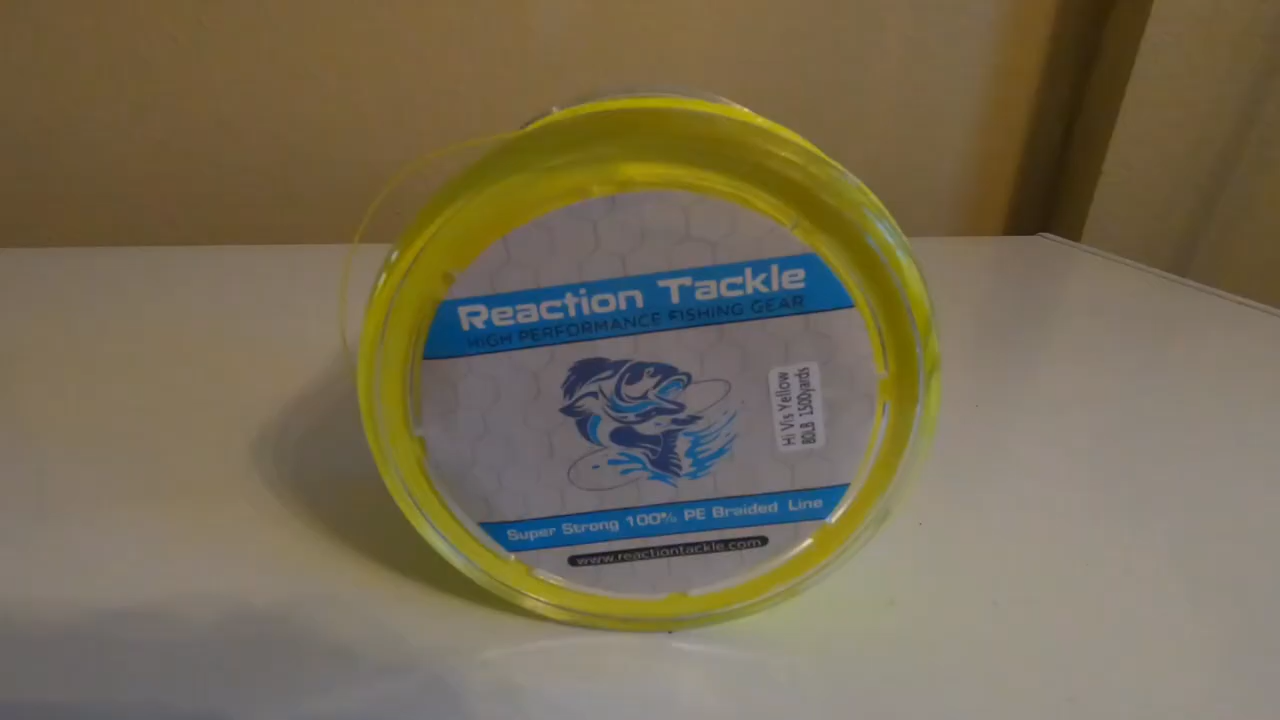 Reaction Tackle
HIGH PERFORMANCE FISHING GEAR
Hi Vis Yellow
80LB 1500yards
Super Strong 100% PE Braided Line
www.reactiontackle.com